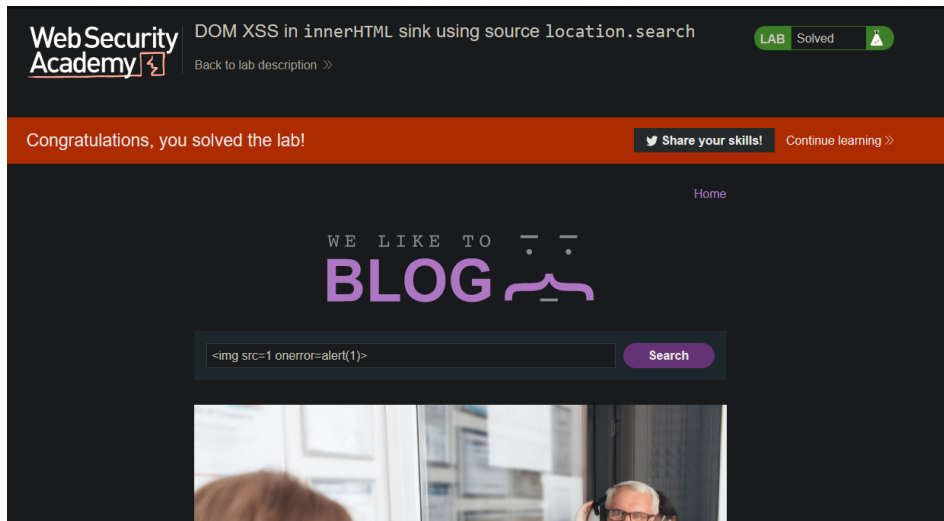 Web Security
Academy
DOM XSS in innerHTML sink using source location.search
Back to lab description >>
LAB Solved
Congratulations, you solved the lab!
Share your skills!
Continue learning >>
Home
WE LIKE TO
BLOG
<img src=1 onerror=alert(1)>
Search